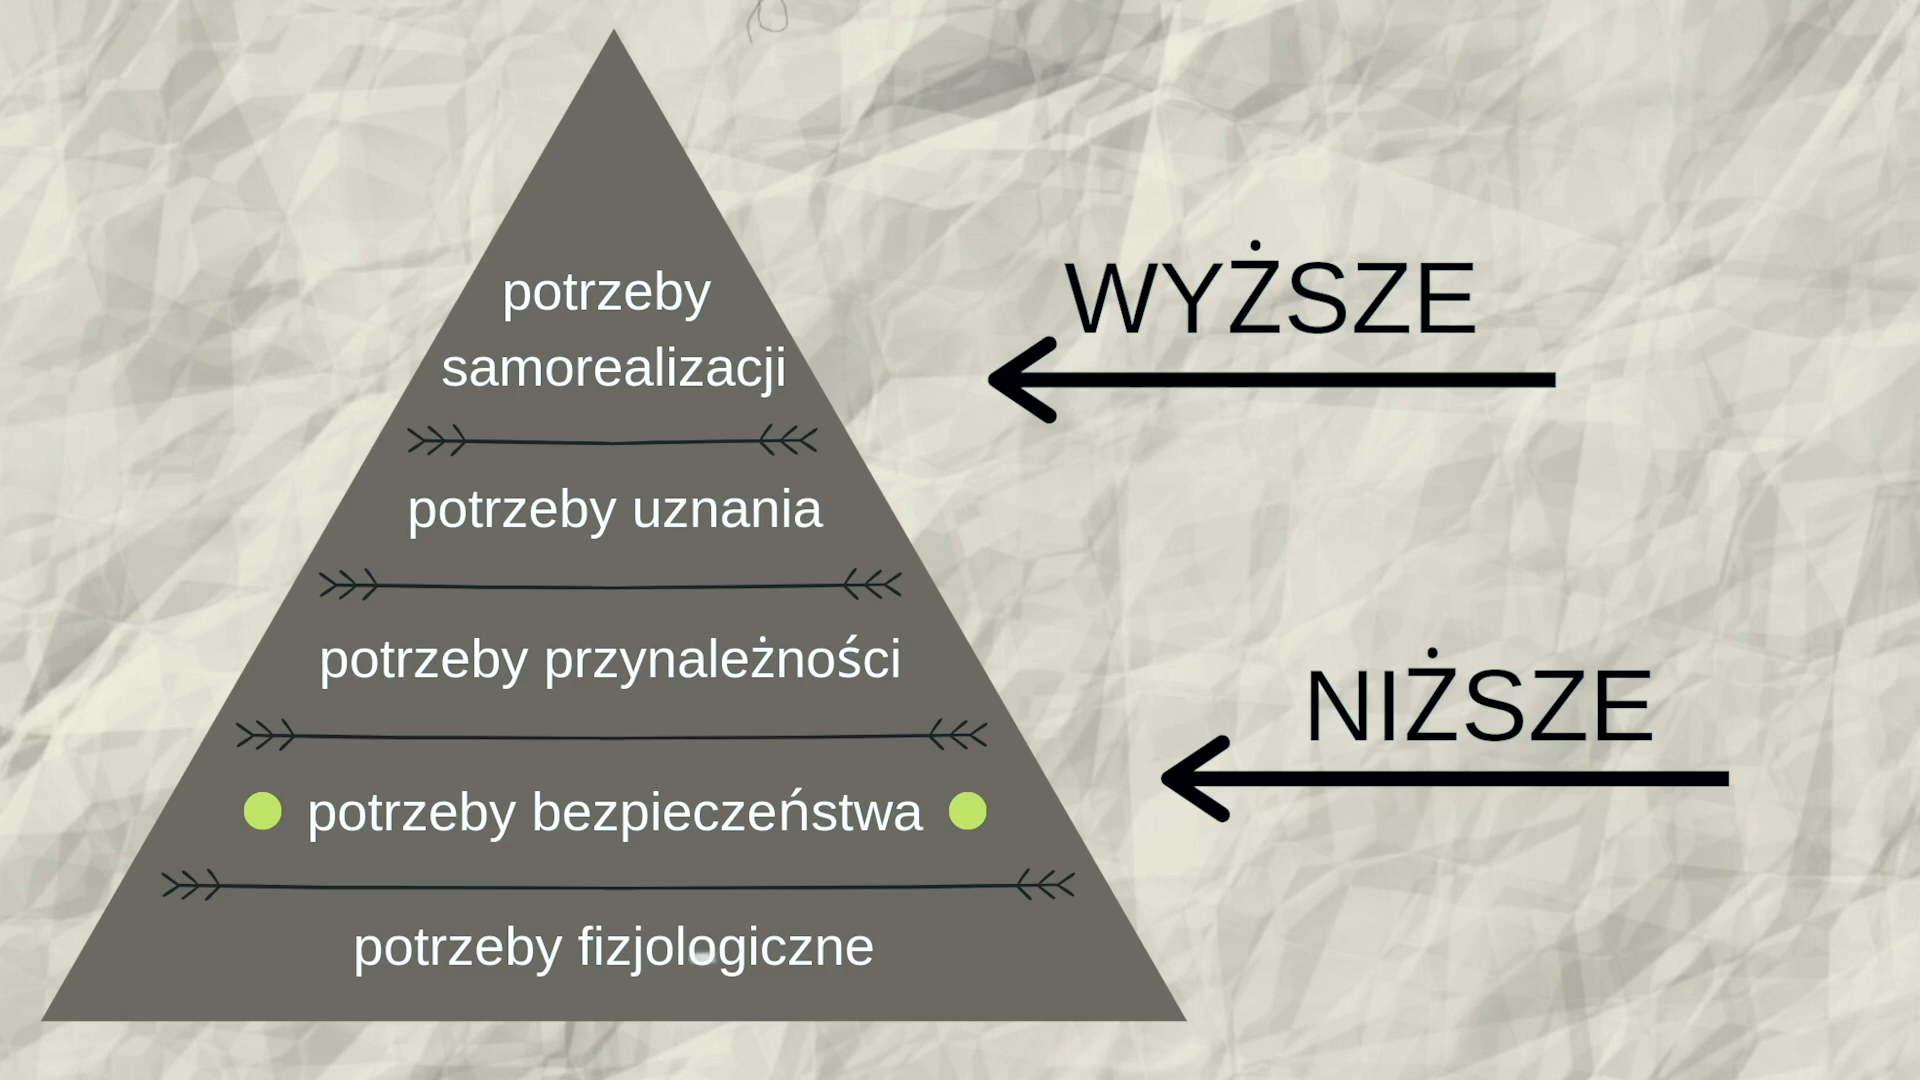 potrzeby
samorealizacji
WYŻSZE
potrzeby uznania
potrzeby przynależności
NIŻSZE
potrzeby bezpieczeństwa
potrzeby fizjologiczne